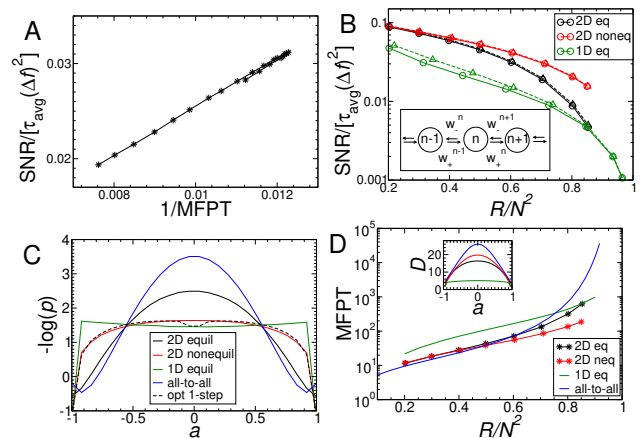 A
SNR/[τavg(Δf)²]
0.03
0.02
0.008
0.01
0.012
1/MFPT
B
SNR/[τavg(Δf)²]
0.1
0.01
0.001
2D eq
2D noneq
1D eq
n-1
n
n+1
w₋ⁿ
w₋ⁿ⁺¹
w₊ⁿ⁻¹
w₊ⁿ
0.2
0.4
0.6
0.8
1
R/N²
C
-log(p)
4
3
2
1
0
-1
2D equil
2D nonequil
1D equil
all-to-all
opt 1-step
-1
-0.5
0
0.5
1
a
D
MFPT
10⁵
10⁴
10³
10²
10¹
10⁰
D
20
10
0
-1
0
1
a
2D eq
2D neq
1D eq
all-to-all
0
0.2
0.4
0.6
0.8
1
R/N²